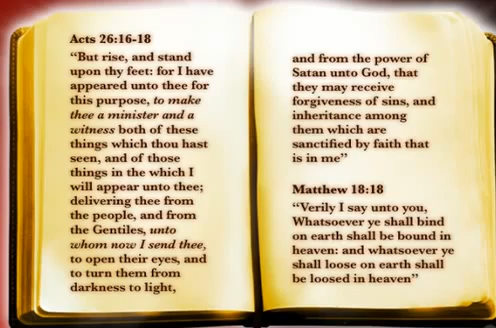 Acts 26:16-18
“But rise, and stand
upon thy feet: for I have
appeared unto thee for
this purpose, to make
thee a minister and a
witness both of these
things which thou hast
seen, and of those
things in the which I
will appear unto thee;
delivering thee from
the people, and from
the Gentiles, unto
whom now I send thee,
to open their eyes, and
to turn them from
darkness to light,
and from the power of
Satan unto God, that
they may receive
forgiveness of sins, and
inheritance among
them which are
sanctified by faith that
is in me”
Matthew 18:18
“Verily I say unto you,
Whatsoever ye shall bind
on earth shall be bound in
heaven: and whatsoever ye
shall loose on earth shall
be loosed in heaven”